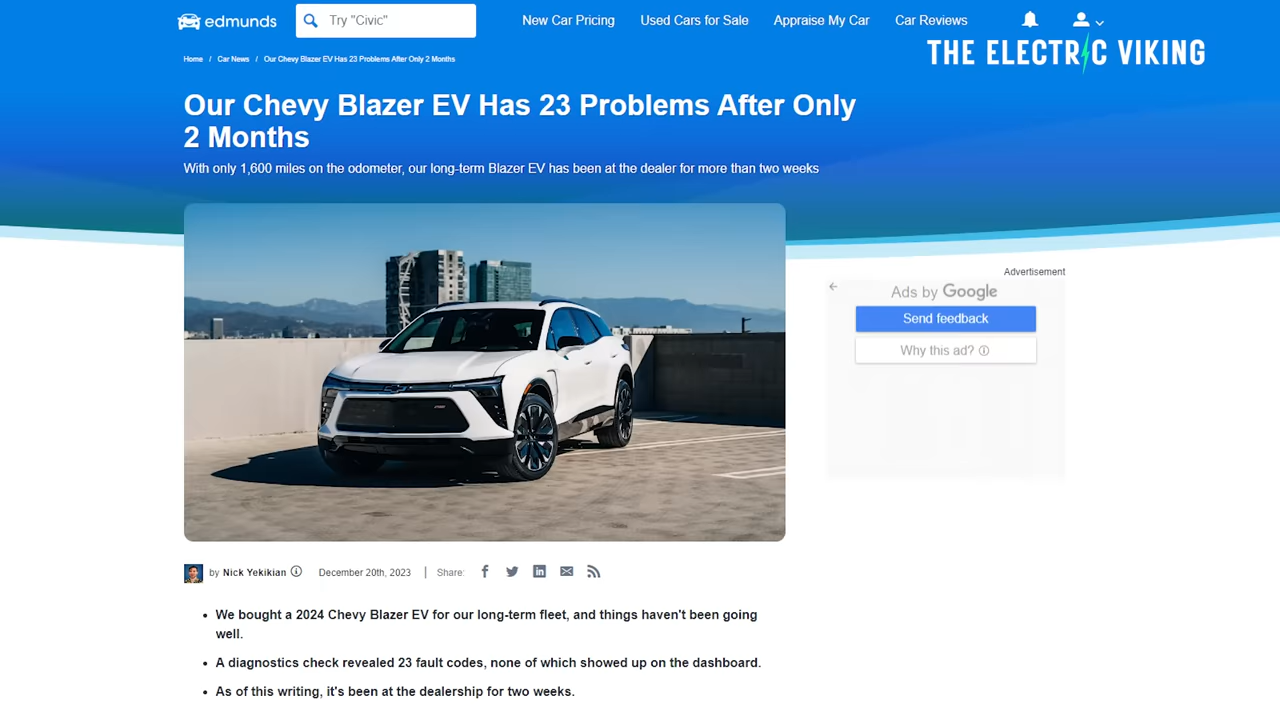 edmunds
Try "Civic"
New Car Pricing
Used Cars for Sale
Appraise My Car
Car Reviews
THE ELECTRIC VIKING
Home / Car News / Our Chevy Blazer EV Has 23 Problems After Only 2 Months
Our Chevy Blazer EV Has 23 Problems After Only
2 Months
With only 1,600 miles on the odometer, our long-term Blazer EV has been at the dealer for more than two weeks
Advertisement
Ads by Google
Send feedback
Why this ad?
by Nick Yekikian
December 20th, 2023
| Share:
• We bought a 2024 Chevy Blazer EV for our long-term fleet, and things haven't been going
well.
• A diagnostics check revealed 23 fault codes, none of which showed up on the dashboard.
• As of this writing, it's been at the dealership for two weeks.